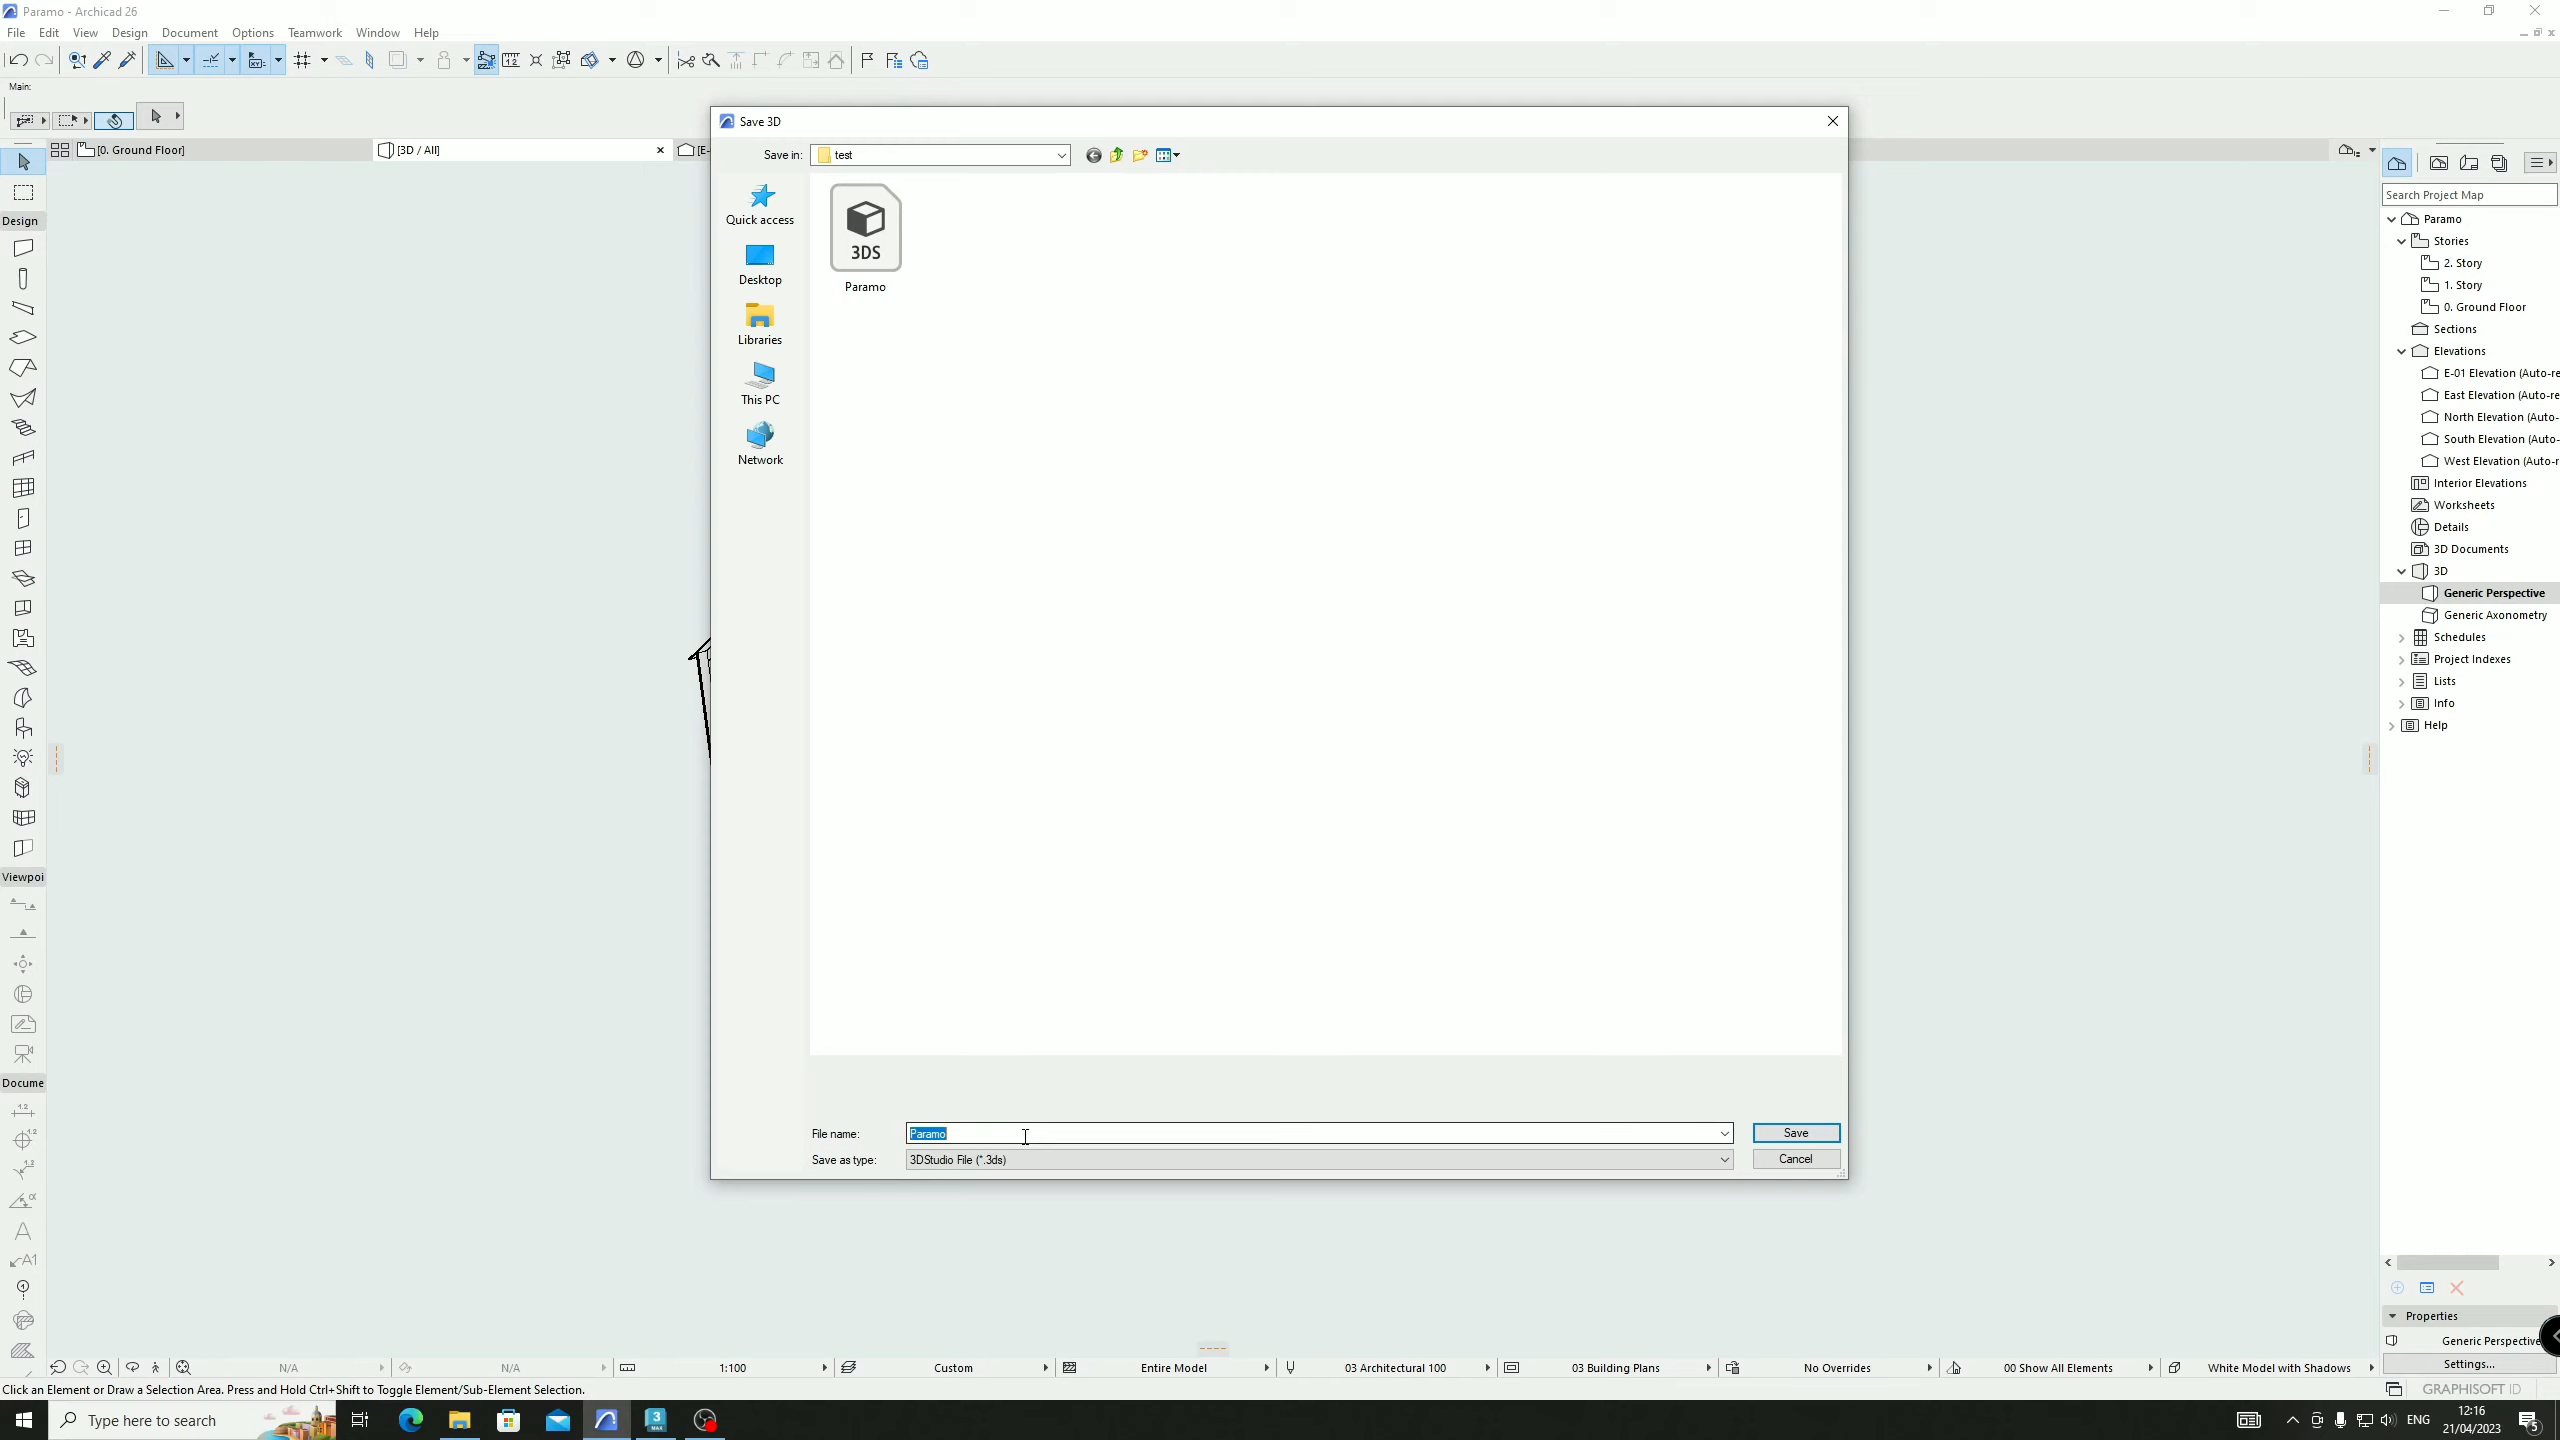 Paramo - Archicad 26
File Edit View Design Document Options Teamwork Window Help
Main:
[0. Ground Floor]
[3D / All]
[E-
Save 3D
Save in: test
Quick access
Desktop
Libraries
This PC
Network
3DS
Paramo
File name: Paramo
Save as type: 3DStudio File (*.3ds)
Save
Cancel
Design
Viewpoi
Docume
Search Project Map
Paramo
Stories
2. Story
1. Story
0. Ground Floor
Sections
Elevations
E-01 Elevation (Auto-re
East Elevation (Auto-re
North Elevation (Auto-
South Elevation (Auto-
West Elevation (Auto-r
Interior Elevations
Worksheets
Details
3D Documents
3D
Generic Perspective
Generic Axonometry
Schedules
Project Indexes
Lists
Info
Help
Properties
Generic Perspective
Settings...
N/A N/A 1:100 Custom Entire Model 03 Architectural 100 03 Building Plans No Overrides 00 Show All Elements White Model with Shadows
Click an Element or Draw a Selection Area. Press and Hold Ctrl+Shift to Toggle Element/Sub-Element Selection.
GRAPHISOFT ID
Type here to search
ENG
12:16
21/04/2023
5